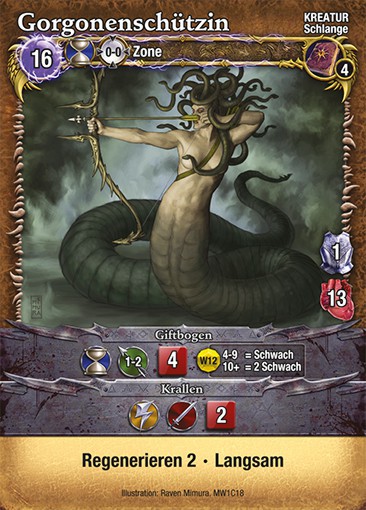 Gorgonenschützin
KREATUR
Schlange
16
0-0
Zone
4
1
13
Giftbogen
1-2
4
W12
4-9 = Schwach
10+ = 2 Schwach
Krallen
2
Regenerieren 2 · Langsam
Illustration: Raven Mimura. MW1C18